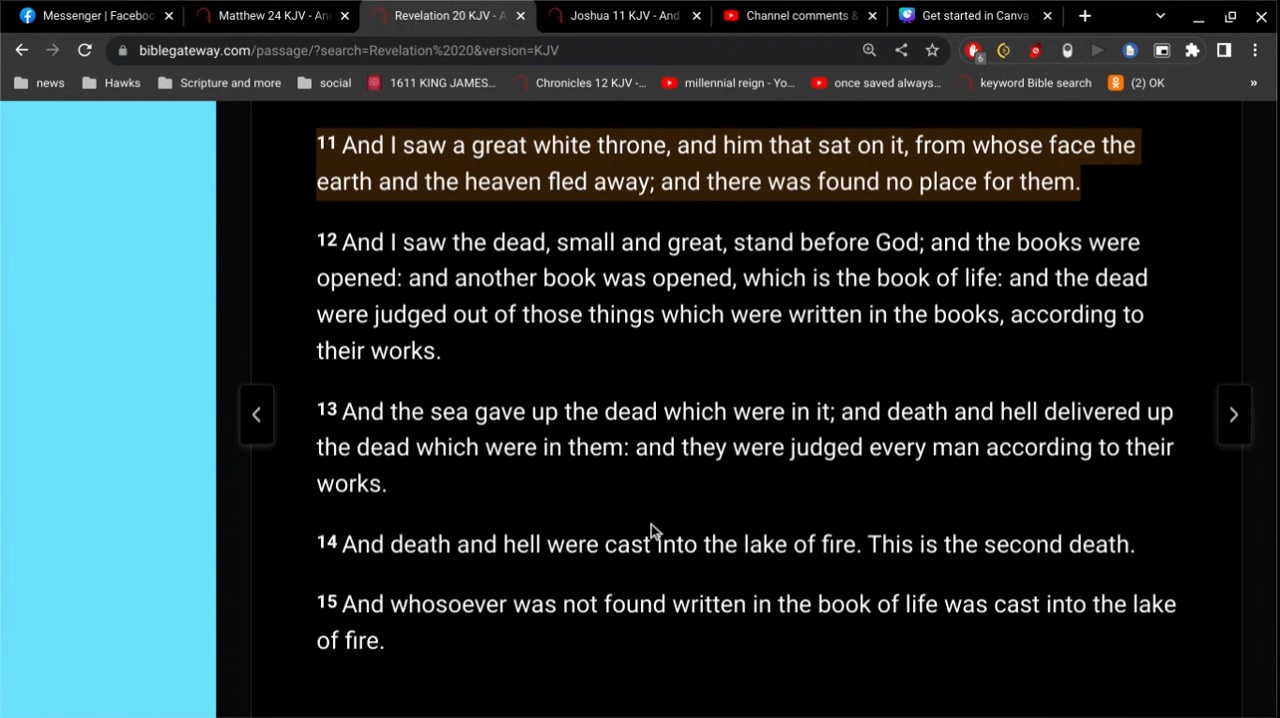 Messenger | Faceboo
Matthew 24 KJV - An
Revelation 20 KJV - A
Joshua 11 KJV - And
Channel comments &
Get started in Canva
biblegateway.com/passage/?search=Revelation%2020&version=KJV
6
news
Hawks
Scripture and more
social
1611 KING JAMES...
Chronicles 12 KJV -...
millennial reign - Yo...
once saved always...
keyword Bible search
(2) OK
»
11 And I saw a great white throne, and him that sat on it, from whose face the
earth and the heaven fled away; and there was found no place for them.
12 And I saw the dead, small and great, stand before God; and the books were
opened: and another book was opened, which is the book of life: and the dead
were judged out of those things which were written in the books, according to
their works.
13 And the sea gave up the dead which were in it; and death and hell delivered up
the dead which were in them: and they were judged every man according to their
works.
14 And death and hell were cast into the lake of fire. This is the second death.
15 And whosoever was not found written in the book of life was cast into the lake
of fire.